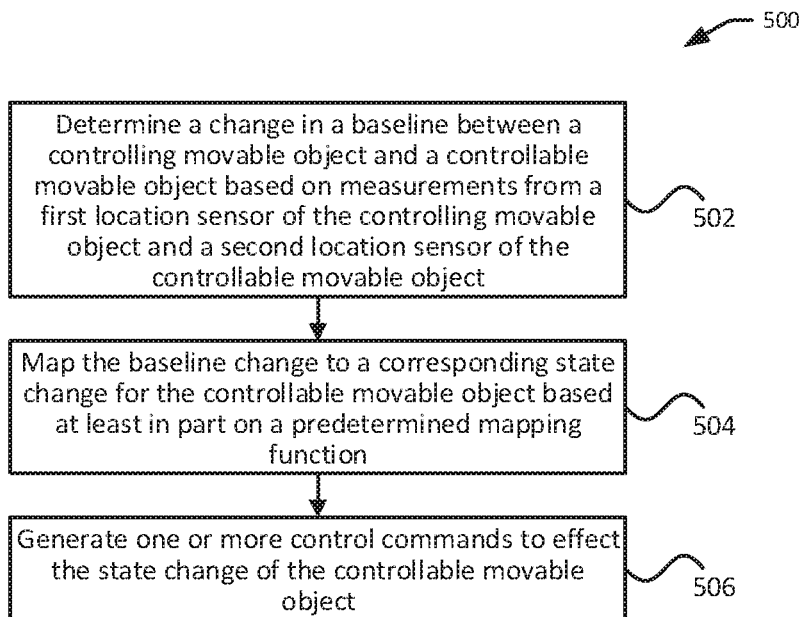 500
Determine a change in a baseline between a
controlling movable object and a controllable
movable object based on measurements from a
first location sensor of the controlling movable
object and a second location sensor of the
controllable movable object
502
Map the baseline change to a corresponding state
change for the controllable movable object based
at least in part on a predetermined mapping
function
504
Generate one or more control commands to effect
the state change of the controllable movable
object
506